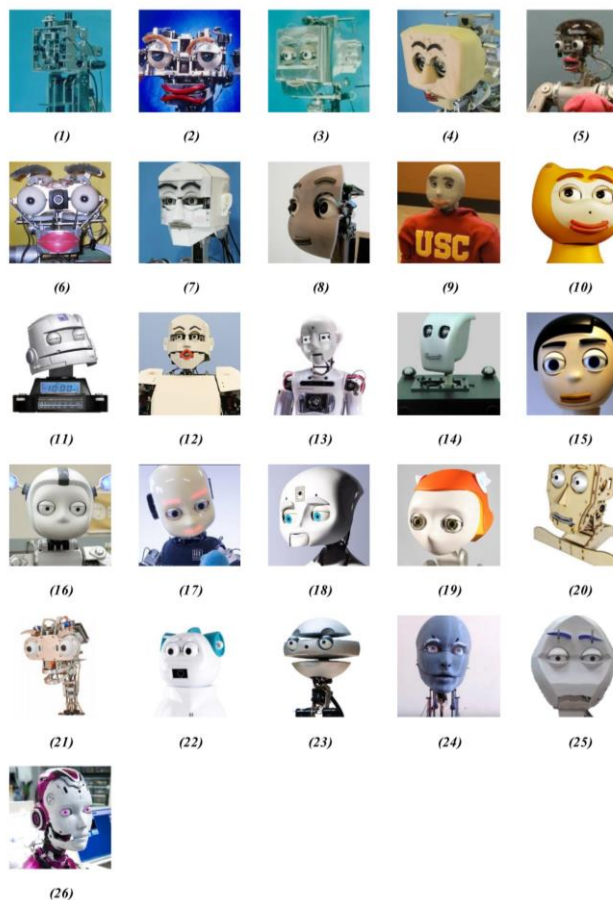 (1) (2) (3) (4) (5)
(6) (7) (8) (9) (10)
USC
(11) (12) (13) (14) (15)
(16) (17) (18) (19) (20)
(21) (22) (23) (24) (25)
(26)